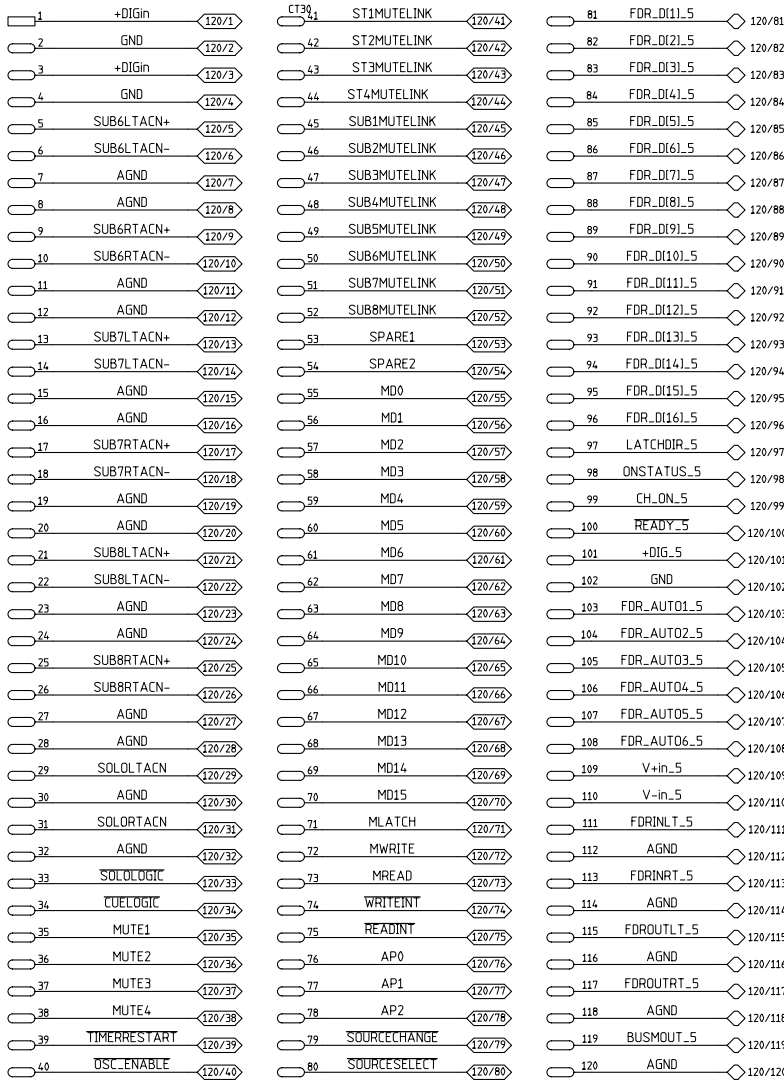 1 +DIGin 120/1
2 GND 120/2
3 +DIGin 120/3
4 GND 120/4
5 SUB6LTACN+ 120/5
6 SUB6LTACN- 120/6
7 AGND 120/7
8 AGND 120/8
9 SUB6RTACN+ 120/9
10 SUB6RTACN- 120/10
11 AGND 120/11
12 AGND 120/12
13 SUB7LTACN+ 120/13
14 SUB7LTACN- 120/14
15 AGND 120/15
16 AGND 120/16
17 SUB7RTACN+ 120/17
18 SUB7RTACN- 120/18
19 AGND 120/19
20 AGND 120/20
21 SUB8LTACN+ 120/21
22 SUB8LTACN- 120/22
23 AGND 120/23
24 AGND 120/24
25 SUB8RTACN+ 120/25
26 SUB8RTACN- 120/26
27 AGND 120/27
28 AGND 120/28
29 SOLOLTACN 120/29
30 AGND 120/30
31 SOLORTACN 120/31
32 AGND 120/32
33 SOLOLOGIC 120/33
34 CUELOGIC 120/34
35 MUTE1 120/35
36 MUTE2 120/36
37 MUTE3 120/37
38 MUTE4 120/38
39 TIMERRESTART 120/39
40 OSC_ENABLE 120/40
CT30
41 ST1MUTELINK 120/41
42 ST2MUTELINK 120/42
43 ST3MUTELINK 120/43
44 ST4MUTELINK 120/44
45 SUB1MUTELINK 120/45
46 SUB2MUTELINK 120/46
47 SUB3MUTELINK 120/47
48 SUB4MUTELINK 120/48
49 SUB5MUTELINK 120/49
50 SUB6MUTELINK 120/50
51 SUB7MUTELINK 120/51
52 SUB8MUTELINK 120/52
53 SPARE1 120/53
54 SPARE2 120/54
55 MD0 120/55
56 MD1 120/56
57 MD2 120/57
58 MD3 120/58
59 MD4 120/59
60 MD5 120/60
61 MD6 120/61
62 MD7 120/62
63 MD8 120/63
64 MD9 120/64
65 MD10 120/65
66 MD11 120/66
67 MD12 120/67
68 MD13 120/68
69 MD14 120/69
70 MD15 120/70
71 MLATCH 120/71
72 MWRITE 120/72
73 MREAD 120/73
74 WRITEINT 120/74
75 READINT 120/75
76 AP0 120/76
77 AP1 120/77
78 AP2 120/78
79 SOURCECHANGE 120/79
80 SOURCESELECT 120/80
81 FDR_D[1]_5 120/81
82 FDR_D[2]_5 120/82
83 FDR_D[3]_5 120/83
84 FDR_D[4]_5 120/84
85 FDR_D[5]_5 120/85
86 FDR_D[6]_5 120/86
87 FDR_D[7]_5 120/87
88 FDR_D[8]_5 120/88
89 FDR_D[9]_5 120/89
90 FDR_D[10]_5 120/90
91 FDR_D[11]_5 120/91
92 FDR_D[12]_5 120/92
93 FDR_D[13]_5 120/93
94 FDR_D[14]_5 120/94
95 FDR_D[15]_5 120/95
96 FDR_D[16]_5 120/96
97 LATCHDIR_5 120/97
98 ONSTATUS_5 120/98
99 CH_ON_5 120/99
100 READY_5 120/100
101 +DIG_5 120/101
102 GND 120/102
103 FDR_AUTO1_5 120/103
104 FDR_AUTO2_5 120/104
105 FDR_AUTO3_5 120/105
106 FDR_AUTO4_5 120/106
107 FDR_AUTO5_5 120/107
108 FDR_AUTO6_5 120/108
109 V+in_5 120/109
110 V-in_5 120/110
111 FDRINLT_5 120/111
112 AGND 120/112
113 FDRINRT_5 120/113
114 AGND 120/114
115 FDROUTLT_5 120/115
116 AGND 120/116
117 FDROUTRT_5 120/117
118 AGND 120/118
119 BUSMOUT_5 120/119
120 AGND 120/120